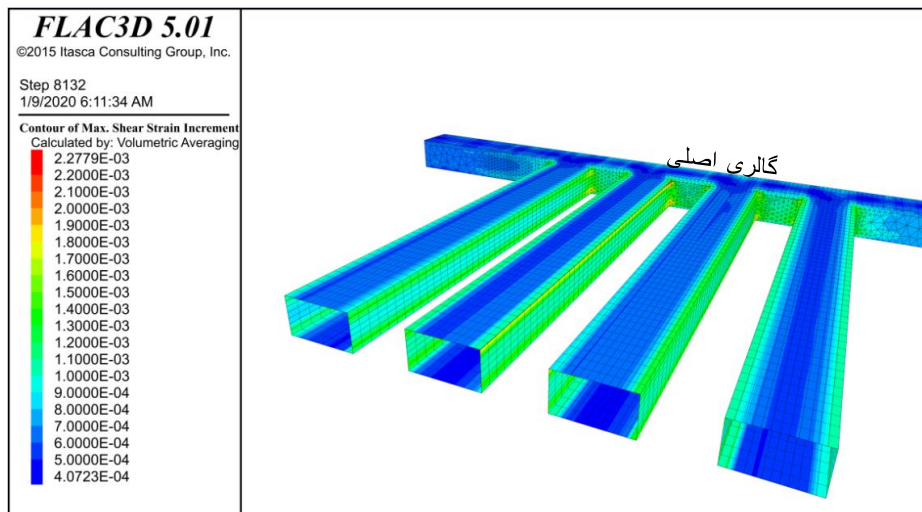 FLAC3D 5.01
©2015 Itasca Consulting Group, Inc.
Step 8132
1/9/2020 6:11:34 AM
Contour of Max. Shear Strain Increment
Calculated by: Volumetric Averaging
2.2779E-03
2.2000E-03
2.1000E-03
2.0000E-03
1.9000E-03
1.8000E-03
1.7000E-03
1.6000E-03
1.5000E-03
1.4000E-03
1.3000E-03
1.2000E-03
1.1000E-03
1.0000E-03
9.0000E-04
8.0000E-04
7.0000E-04
6.0000E-04
5.0000E-04
4.0723E-04
گالری اصلی